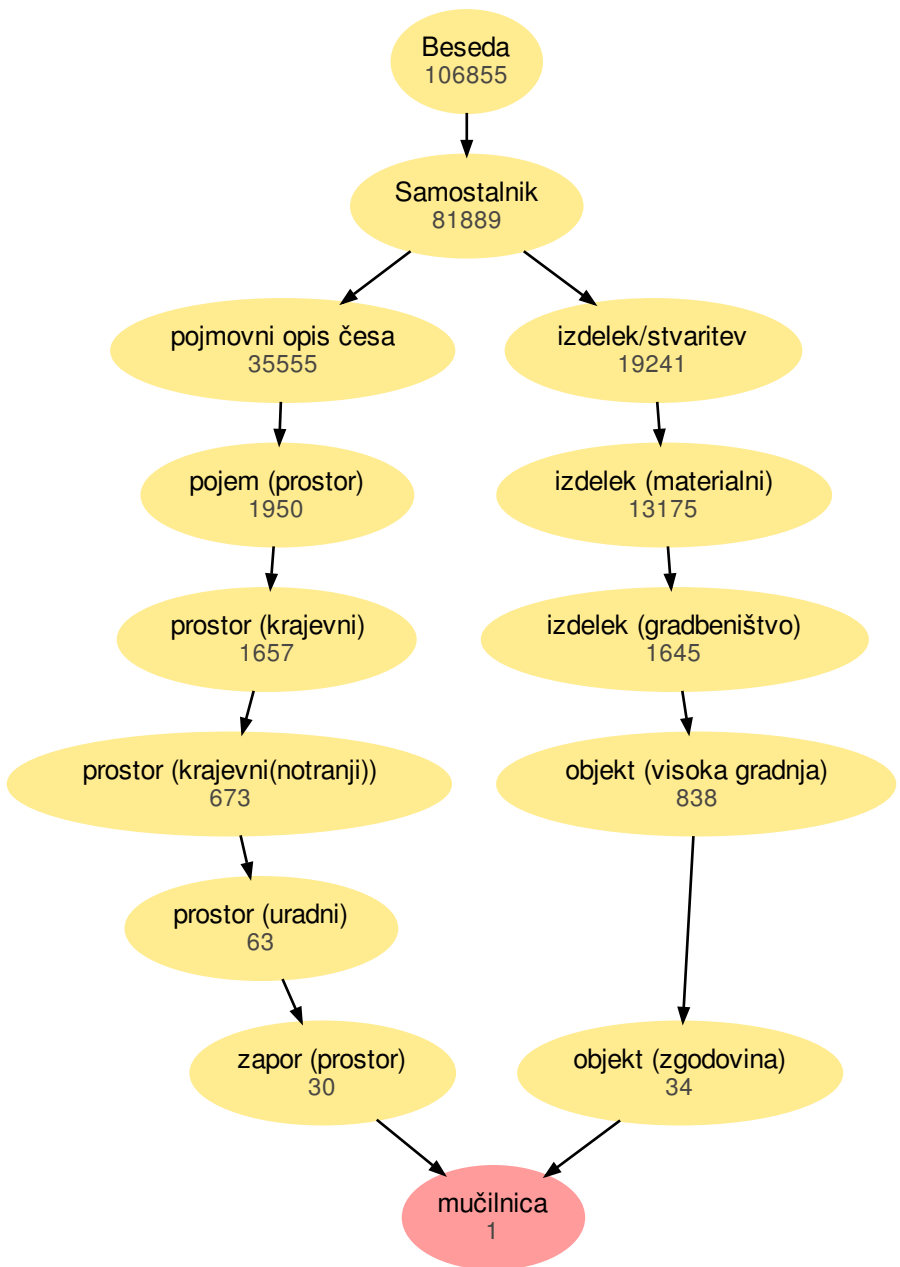 Beseda
106855
Samostalnik
81889
pojmovni opis česa
35555
izdelek/stvaritev
19241
pojem (prostor)
1950
izdelek (materialni)
13175
prostor (krajevni)
1657
izdelek (gradbeništvo)
1645
prostor (krajevni(notranji))
673
objekt (visoka gradnja)
838
prostor (uradni)
63
zapor (prostor)
30
objekt (zgodovina)
34
mučilnica
1